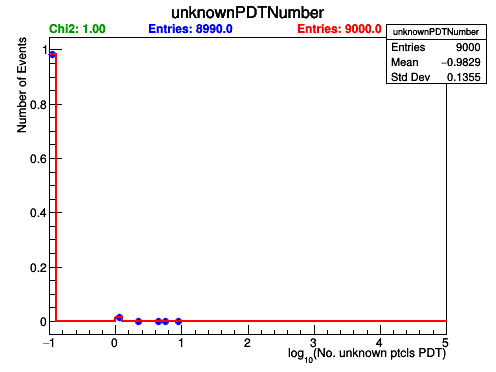 unknownPDTNumber
Chi2: 1.00 Entries: 8990.0 Entries: 9000.0
unknownPDTNumber
Entries 9000
Mean −0.9829
Std Dev 0.1355
Number of Events
1
0.8
0.6
0.4
0.2
0
−1 0 1 2 3 4 5
log10(No. unknown ptcls PDT)